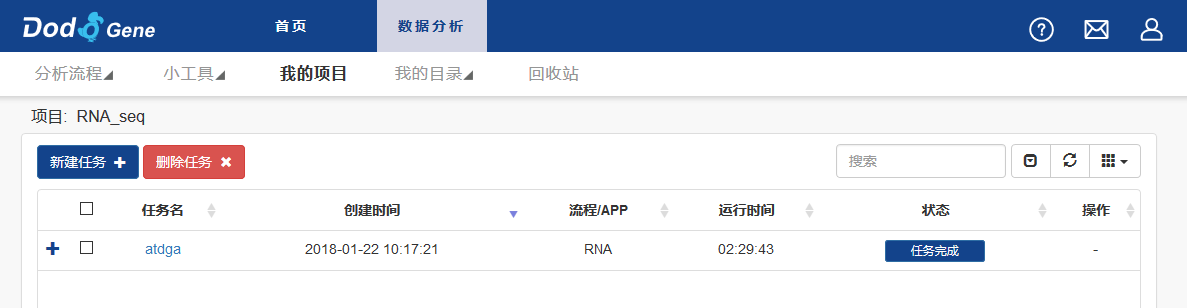 Dodo Gene 首页 数据分析
分析流程 小工具 我的项目 我的目录 回收站
项目: RNA_seq
新建任务 删除任务 搜索
任务名 创建时间 流程/APP 运行时间 状态 操作
atdga 2018-01-22 10:17:21 RNA 02:29:43 任务完成 -